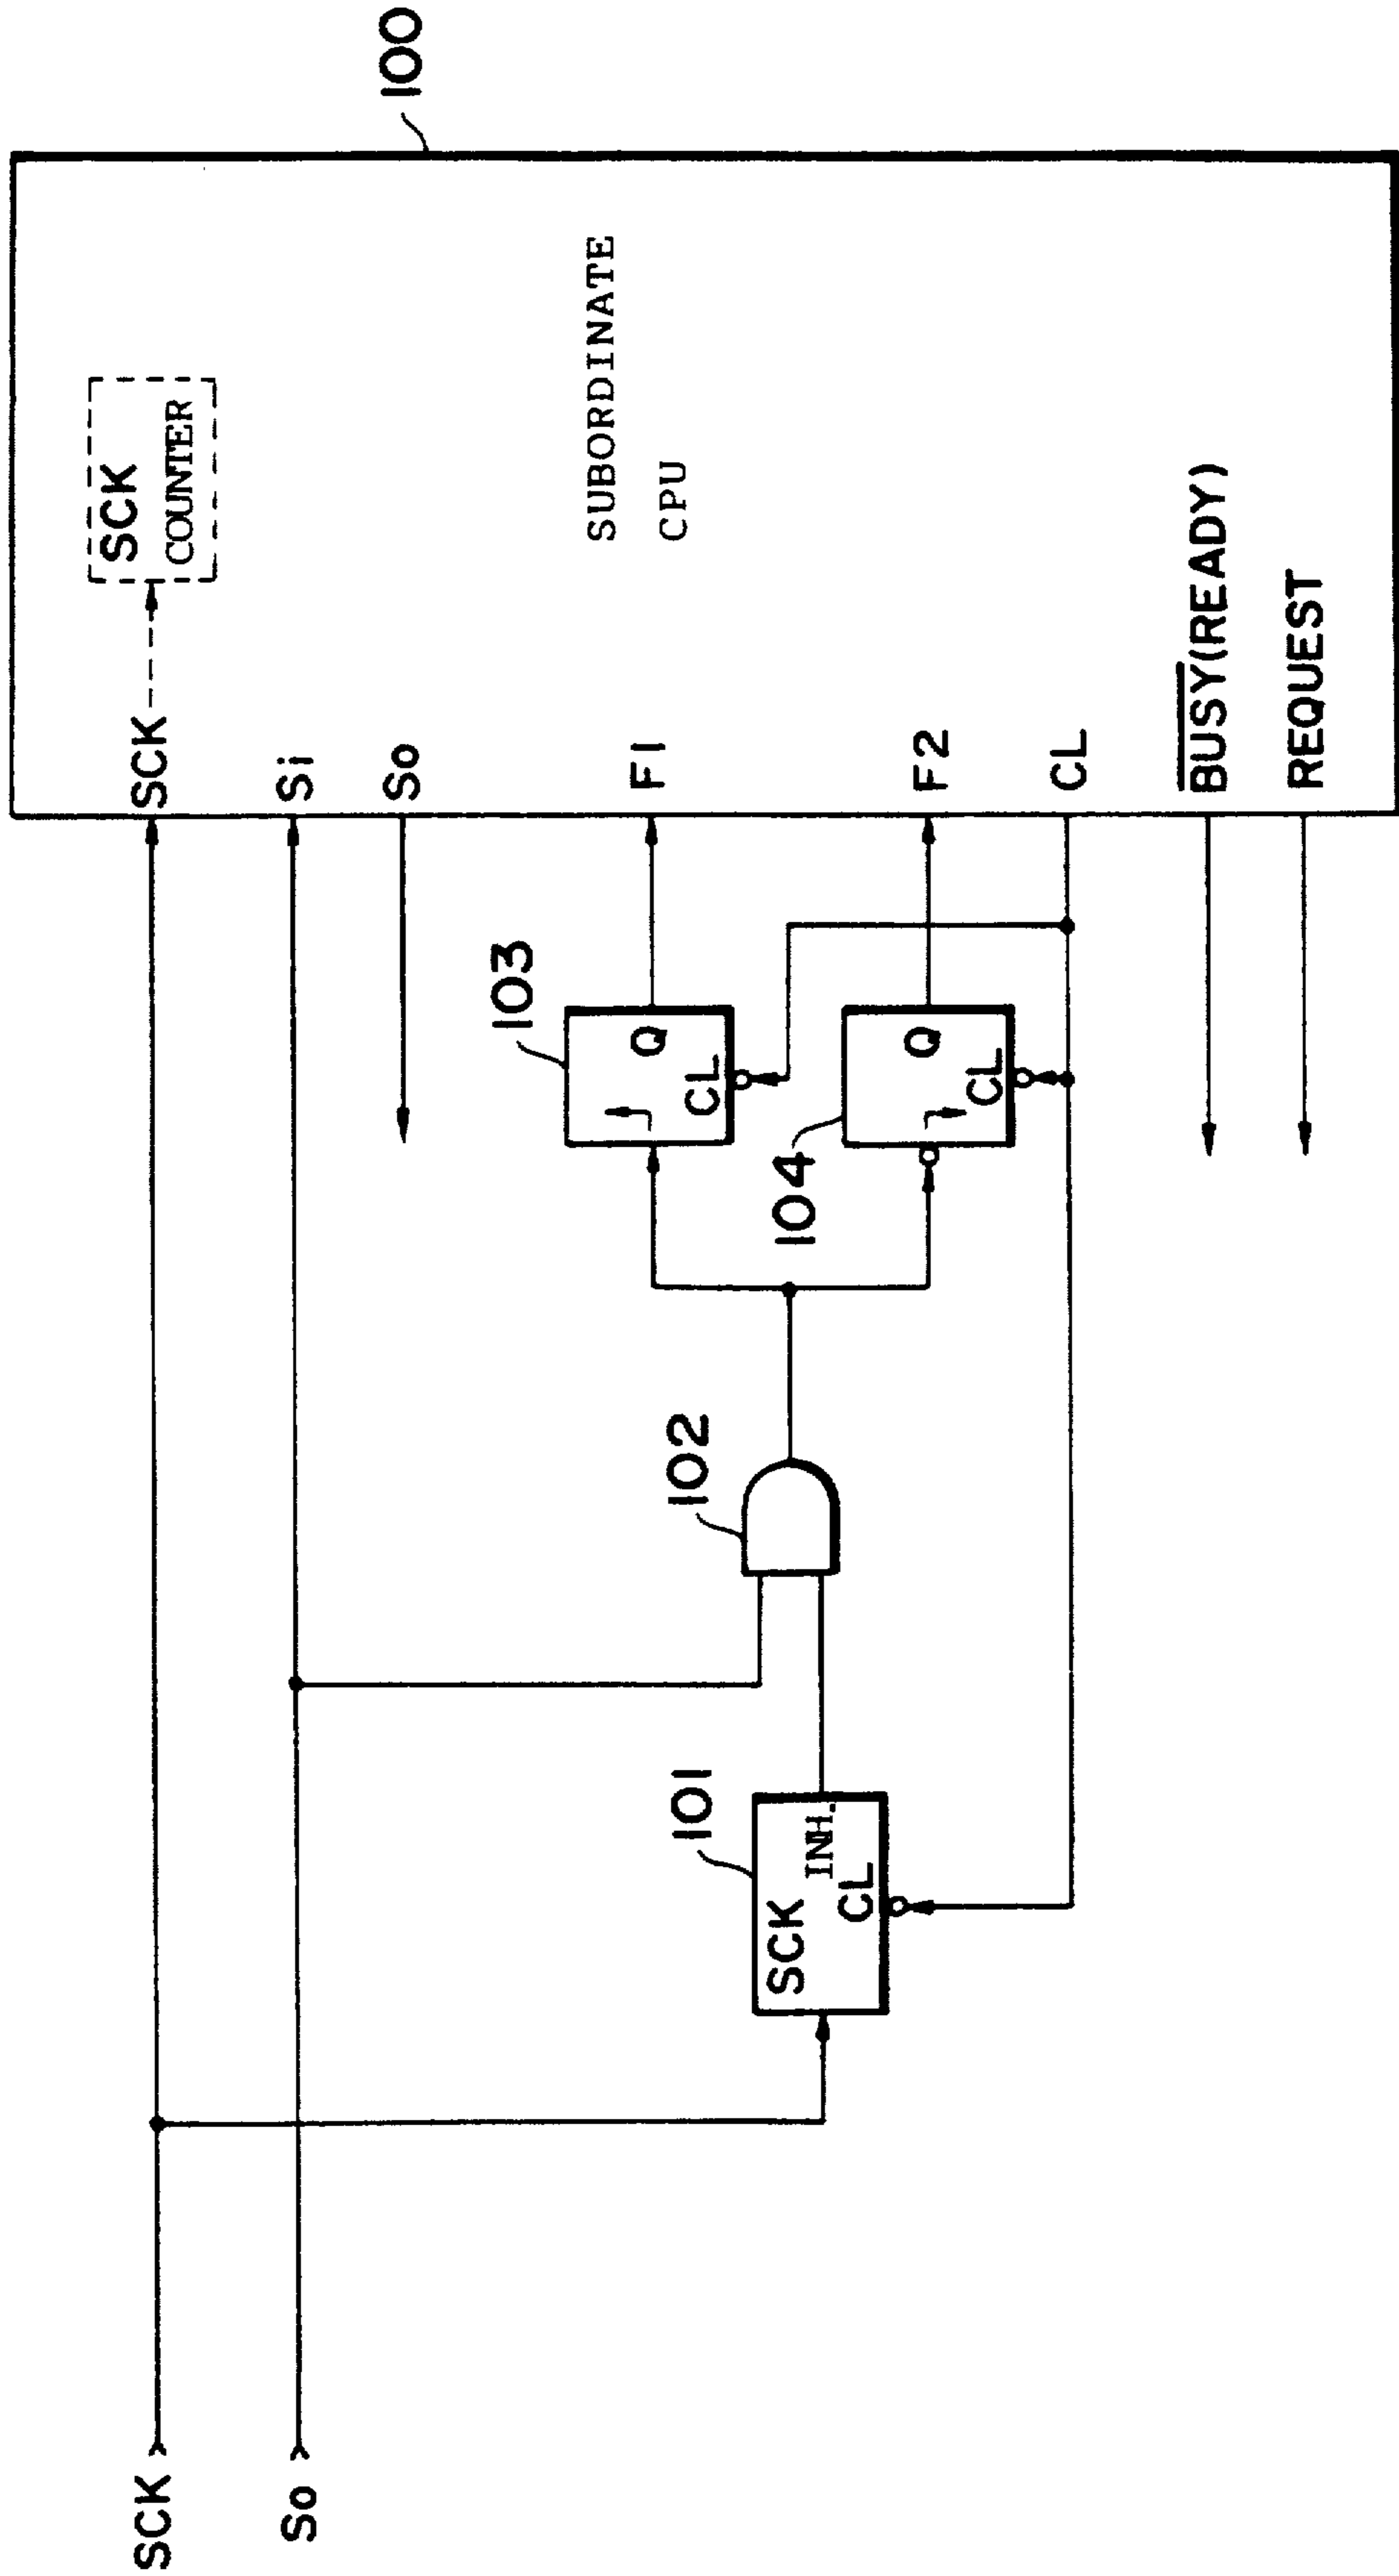 100
SCK
COUNTER
SCK
Si
So
F1
F2
CL
BUSY(READY)
REQUEST
SUBORDINATE
CPU
103
Q
CL
104
Q
CL
102
101
SCK
INH.
CL
SCK
So